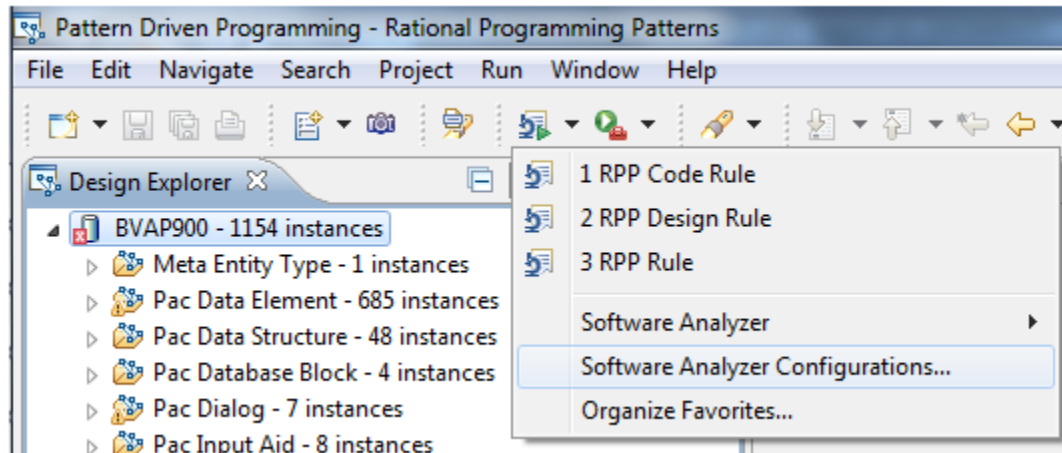 Pattern Driven Programming - Rational Programming Patterns
File Edit Navigate Search Project Run Window Help
Design Explorer
BVAP900 - 1154 instances
Meta Entity Type - 1 instances
Pac Data Element - 685 instances
Pac Data Structure - 48 instances
Pac Database Block - 4 instances
Pac Dialog - 7 instances
Pac Input Aid - 8 instances
1 RPP Code Rule
2 RPP Design Rule
3 RPP Rule
Software Analyzer
Software Analyzer Configurations...
Organize Favorites...